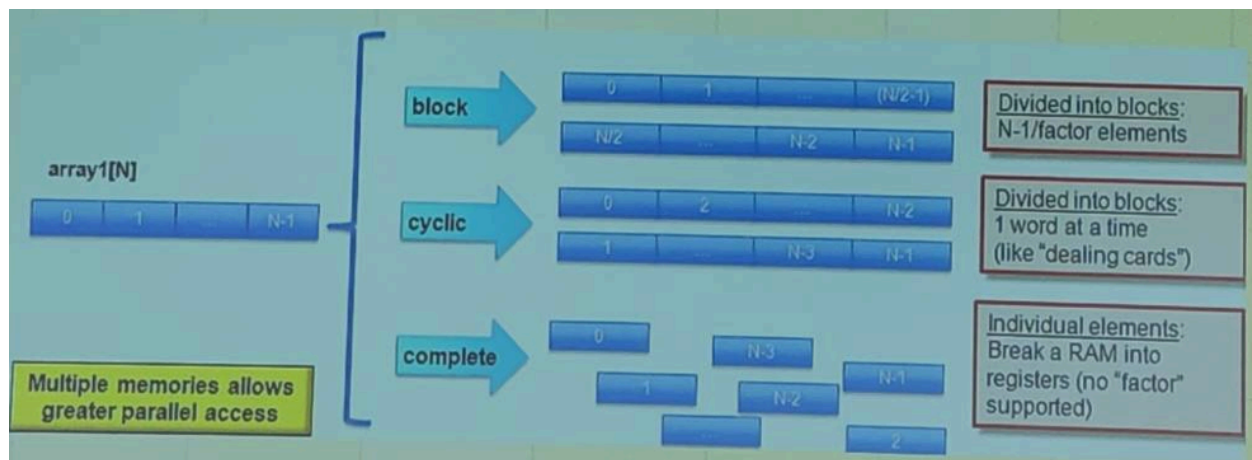 array1[N]
0 1 ... N-1
Multiple memories allows
greater parallel access
block
0 1 ... (N/2-1)
N/2 ... N-2 N-1
Divided into blocks:
N-1/factor elements
cyclic
0 2 ... N-2
1 ... N-3 N-1
Divided into blocks:
1 word at a time
(like "dealing cards")
complete
0
N-3
N-1
1
N-2
...
2
Individual elements:
Break a RAM into
registers (no "factor"
supported)